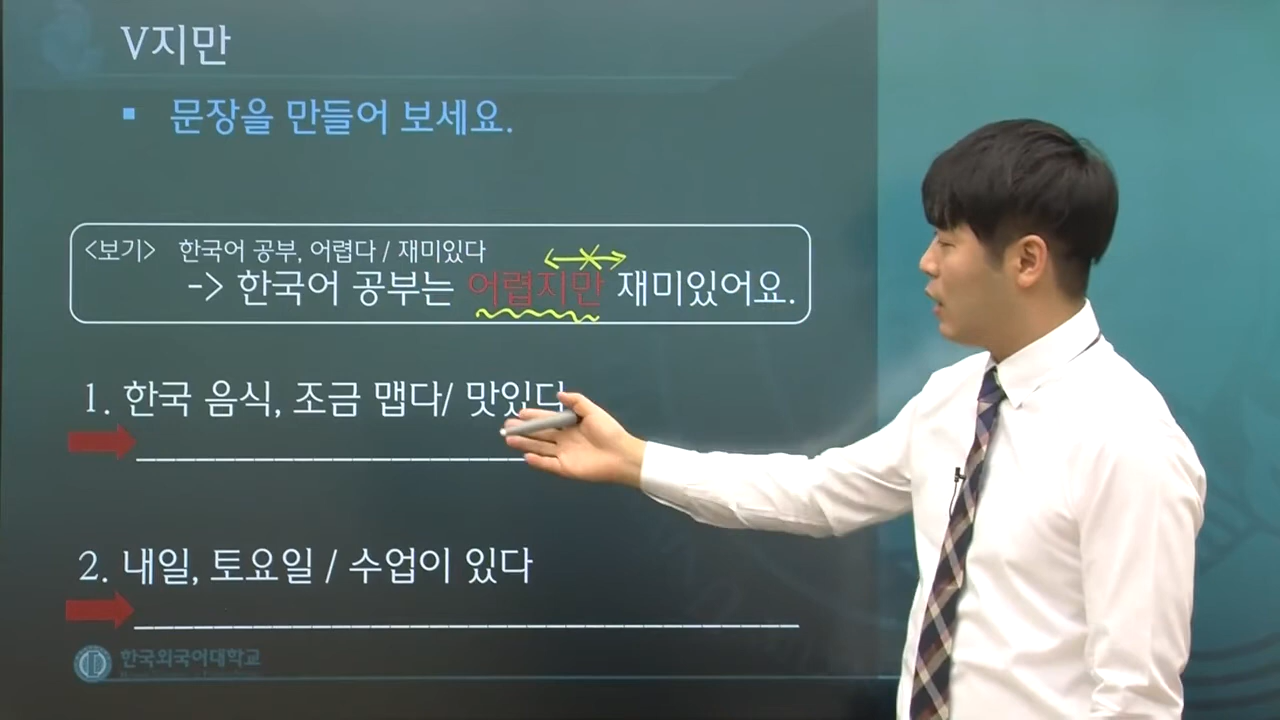 V지만
▪ 문장을 만들어 보세요.
<보기> 한국어 공부, 어렵다 / 재미있다
-> 한국어 공부는 어렵지만 재미있어요.
1. 한국 음식, 조금 맵다/ 맛있다
2. 내일, 토요일 / 수업이 있다
한국외국어대학교